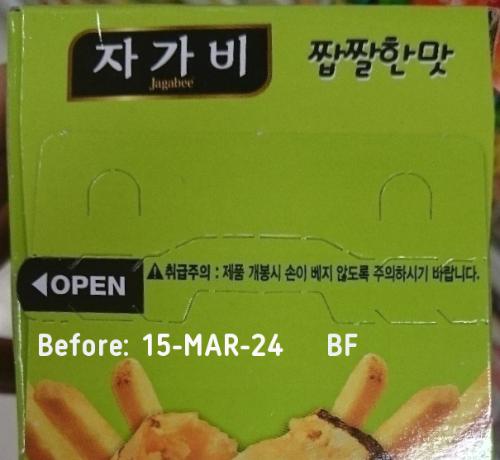 자가비 짭짤한맛
Jagabee
◀OPEN ⚠취급주의 : 제품 개봉시 손이 베지 않도록 주의하시기 바랍니다.
Before: 15-MAR-24 BF